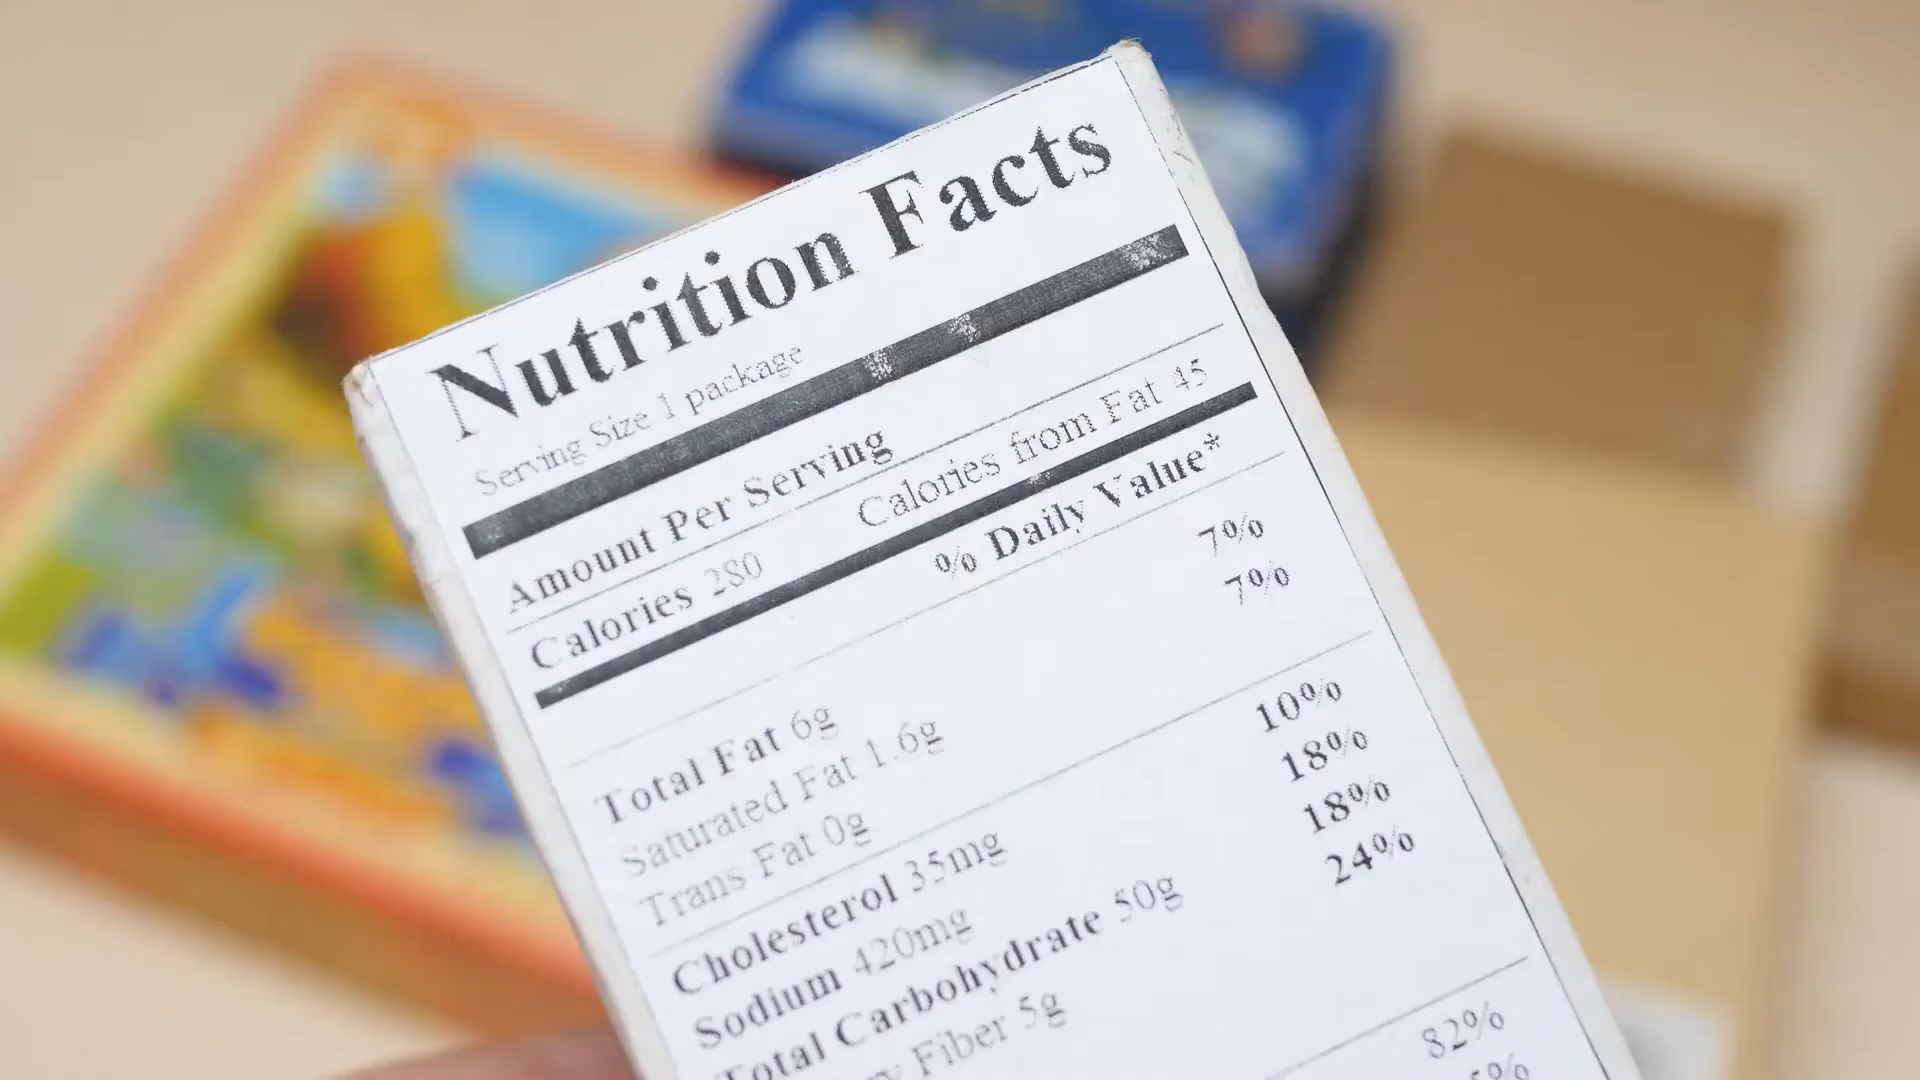 Nutrition Facts
Serving Size 1 package
Amount Per Serving
Calories 280 Calories from Fat 45
% Daily Value*
Total Fat 6g 7%
Saturated Fat 1.6g 7%
Trans Fat 0g
Cholesterol 35mg 10%
Sodium 420mg 18%
Total Carbohydrate 50g 18%
Fiber 5g 24%
82%